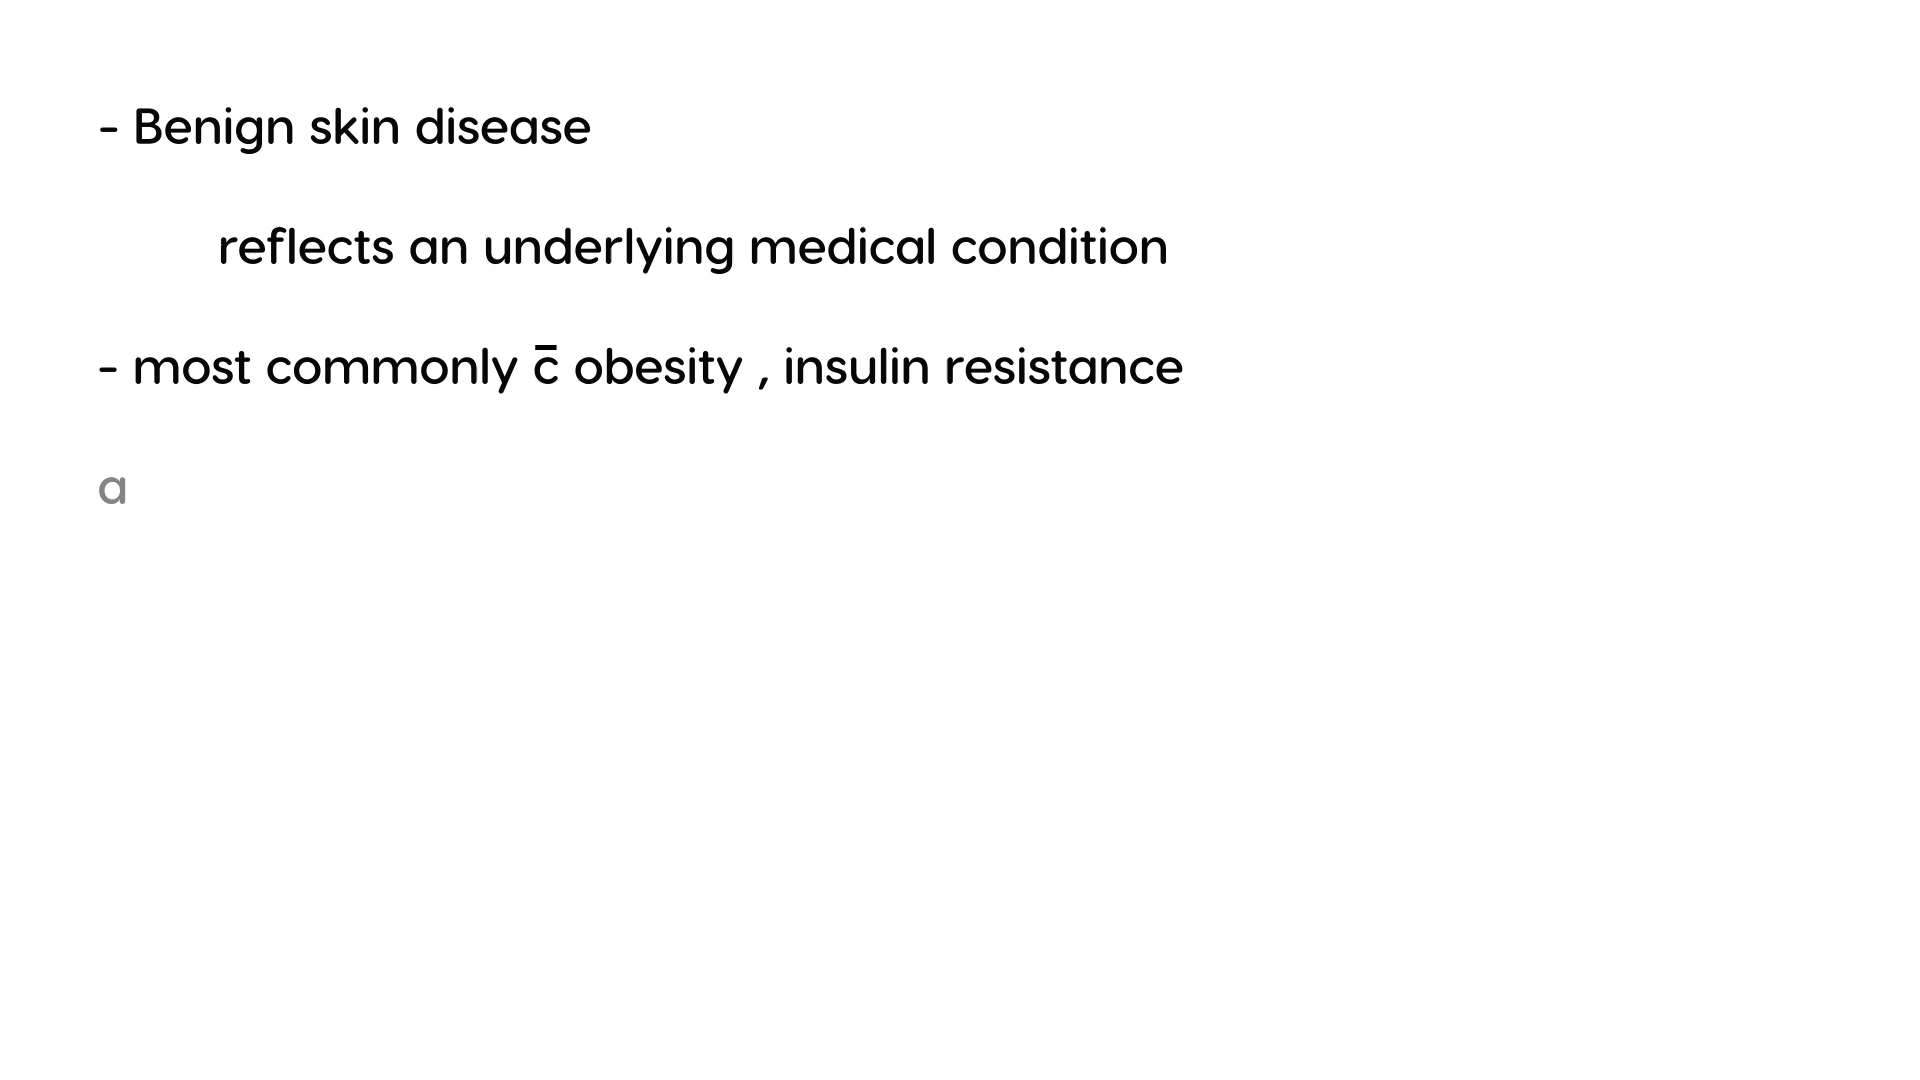 - Benign skin disease
reflects an underlying medical condition
- most commonly c̄ obesity , insulin resistance
a